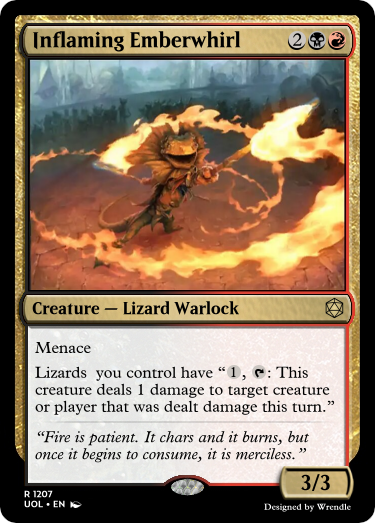 Inflaming Emberwhirl 2
Creature — Lizard Warlock
Menace
Lizards you control have “1, : This
creature deals 1 damage to target creature
or player that was dealt damage this turn.”
“Fire is patient. It chars and it burns, but
once it begins to consume, it is merciless.”
3/3
R 1207
UOL • EN
Designed by Wrendle